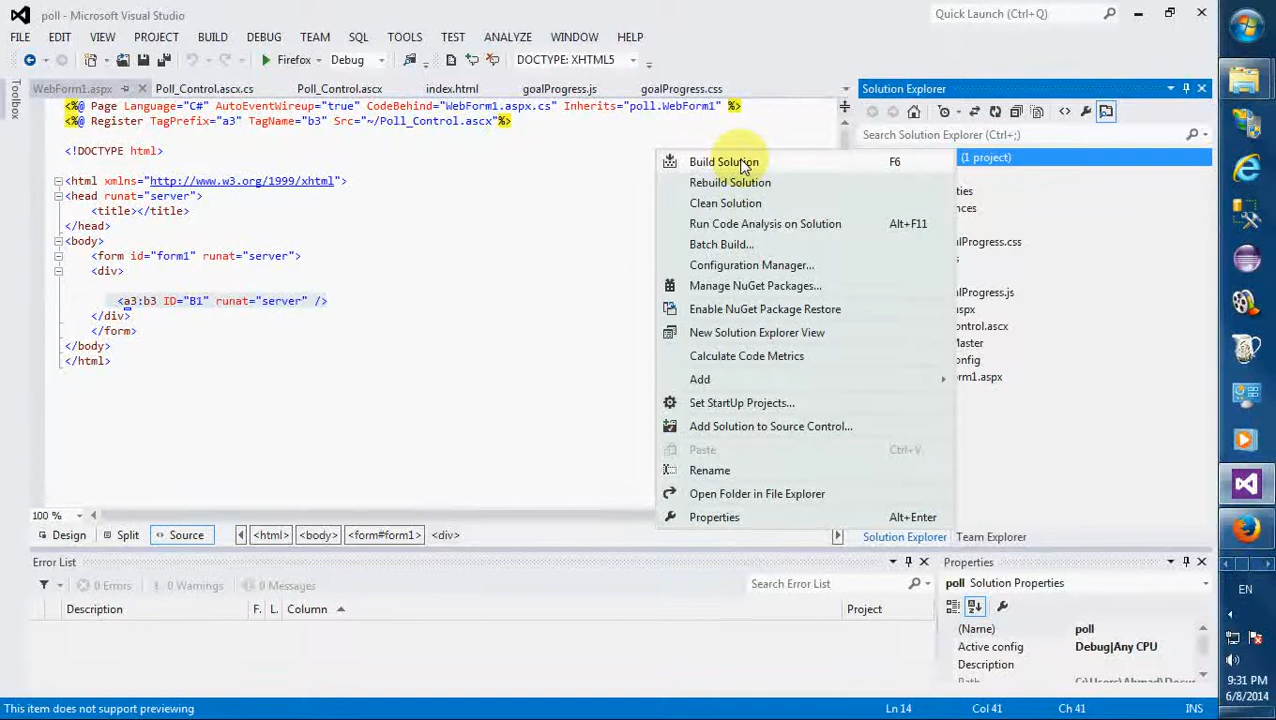 poll - Microsoft Visual Studio
Quick Launch (Ctrl+Q)
FILE EDIT VIEW PROJECT BUILD DEBUG TEAM SQL TOOLS TEST ANALYZE WINDOW HELP
Firefox Debug DOCTYPE: XHTML5
Toolbox
WebForm1.aspx Poll_Control.ascx.cs Poll_Control.ascx index.html goalProgress.js goalProgress.css
<%@ Page Language="C#" AutoEventWireup="true" CodeBehind="WebForm1.aspx.cs" Inherits="poll.WebForm1" %>
<%@ Register TagPrefix="a3" TagName="b3" Src="~/Poll_Control.ascx"%>
<!DOCTYPE html>
<html xmlns="http://www.w3.org/1999/xhtml">
<head runat="server">
<title></title>
</head>
<body>
<form id="form1" runat="server">
<div>
<a3:b3 ID="B1" runat="server" />
</div>
</form>
</body>
</html>
Build Solution F6
Rebuild Solution
Clean Solution
Run Code Analysis on Solution Alt+F11
Batch Build...
Configuration Manager...
Manage NuGet Packages...
Enable NuGet Package Restore
New Solution Explorer View
Calculate Code Metrics
Add
Set StartUp Projects...
Add Solution to Source Control...
Paste Ctrl+V
Rename
Open Folder in File Explorer
Properties Alt+Enter
Solution Explorer
Search Solution Explorer (Ctrl+;)
(1 project)
ties
nces
alProgress.css
alProgress.js
aspx
ontrol.ascx
Master
onfig
orm1.aspx
Solution Explorer Team Explorer
100 %
Design Split Source <html> <body> <form#form1> <div>
Error List
0 Errors 0 Warnings 0 Messages
Search Error List
Description F. L. Column Project
Properties
poll Solution Properties
(Name) poll
Active config Debug|Any CPU
Description
This item does not support previewing
Ln 14 Col 41 Ch 41 INS
EN
9:31 PM
6/8/2014